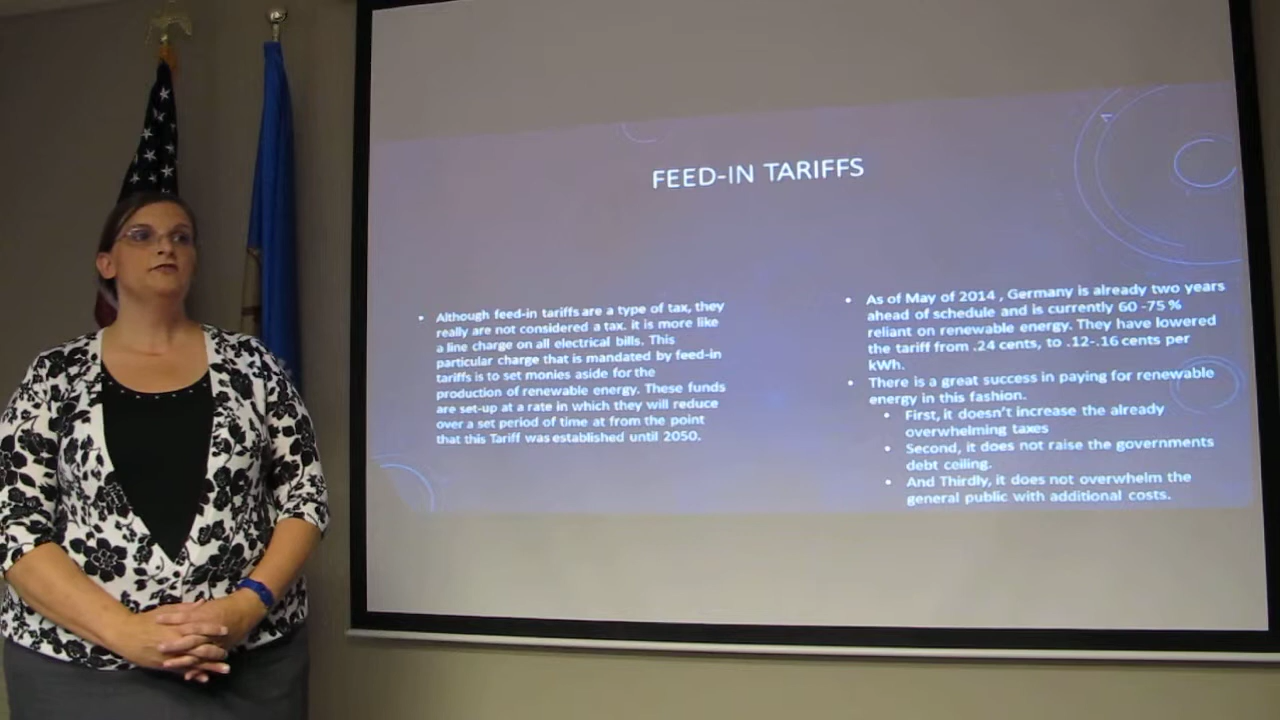 FEED-IN TARIFFS
Although feed-in tariffs are a type of tax, they
really are not considered a tax. it is more like
a line charge on all electrical bills. This
particular charge that is mandated by feed-in
tariffs is to set monies aside for the
production of renewable energy. These funds
are set-up at a rate in which they will reduce
over a set period of time at from the point
that this Tariff was established until 2050.
As of May of 2014 , Germany is already two years
ahead of schedule and is currently 60 -75 %
reliant on renewable energy. They have lowered
the tariff from .24 cents, to .12-.16 cents per
kWh.
There is a great success in paying for renewable
energy in this fashion.
First, it doesn't increase the already
overwhelming taxes
Second, it does not raise the governments
debt ceiling.
And Thirdly, it does not overwhelm the
general public with additional costs.